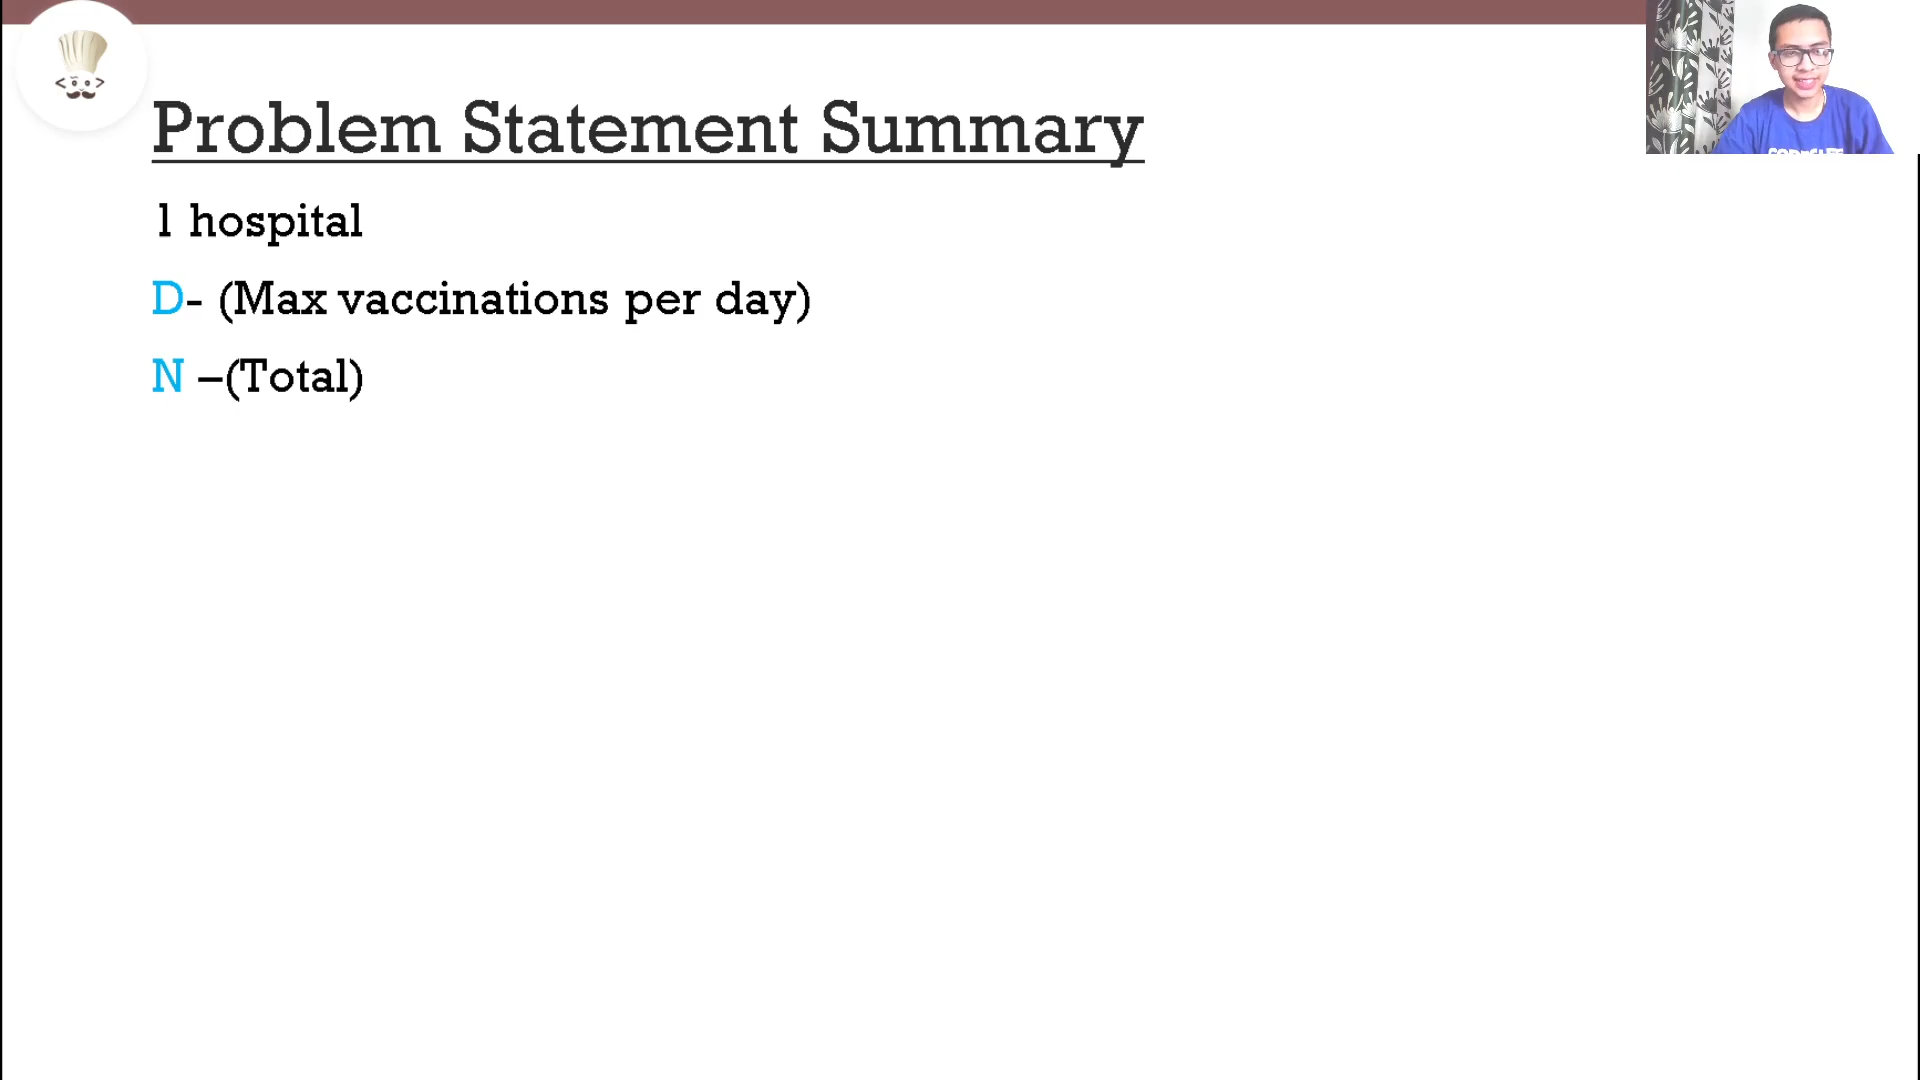 Problem Statement Summary
1 hospital
D- (Max vaccinations per day)
N –(Total)